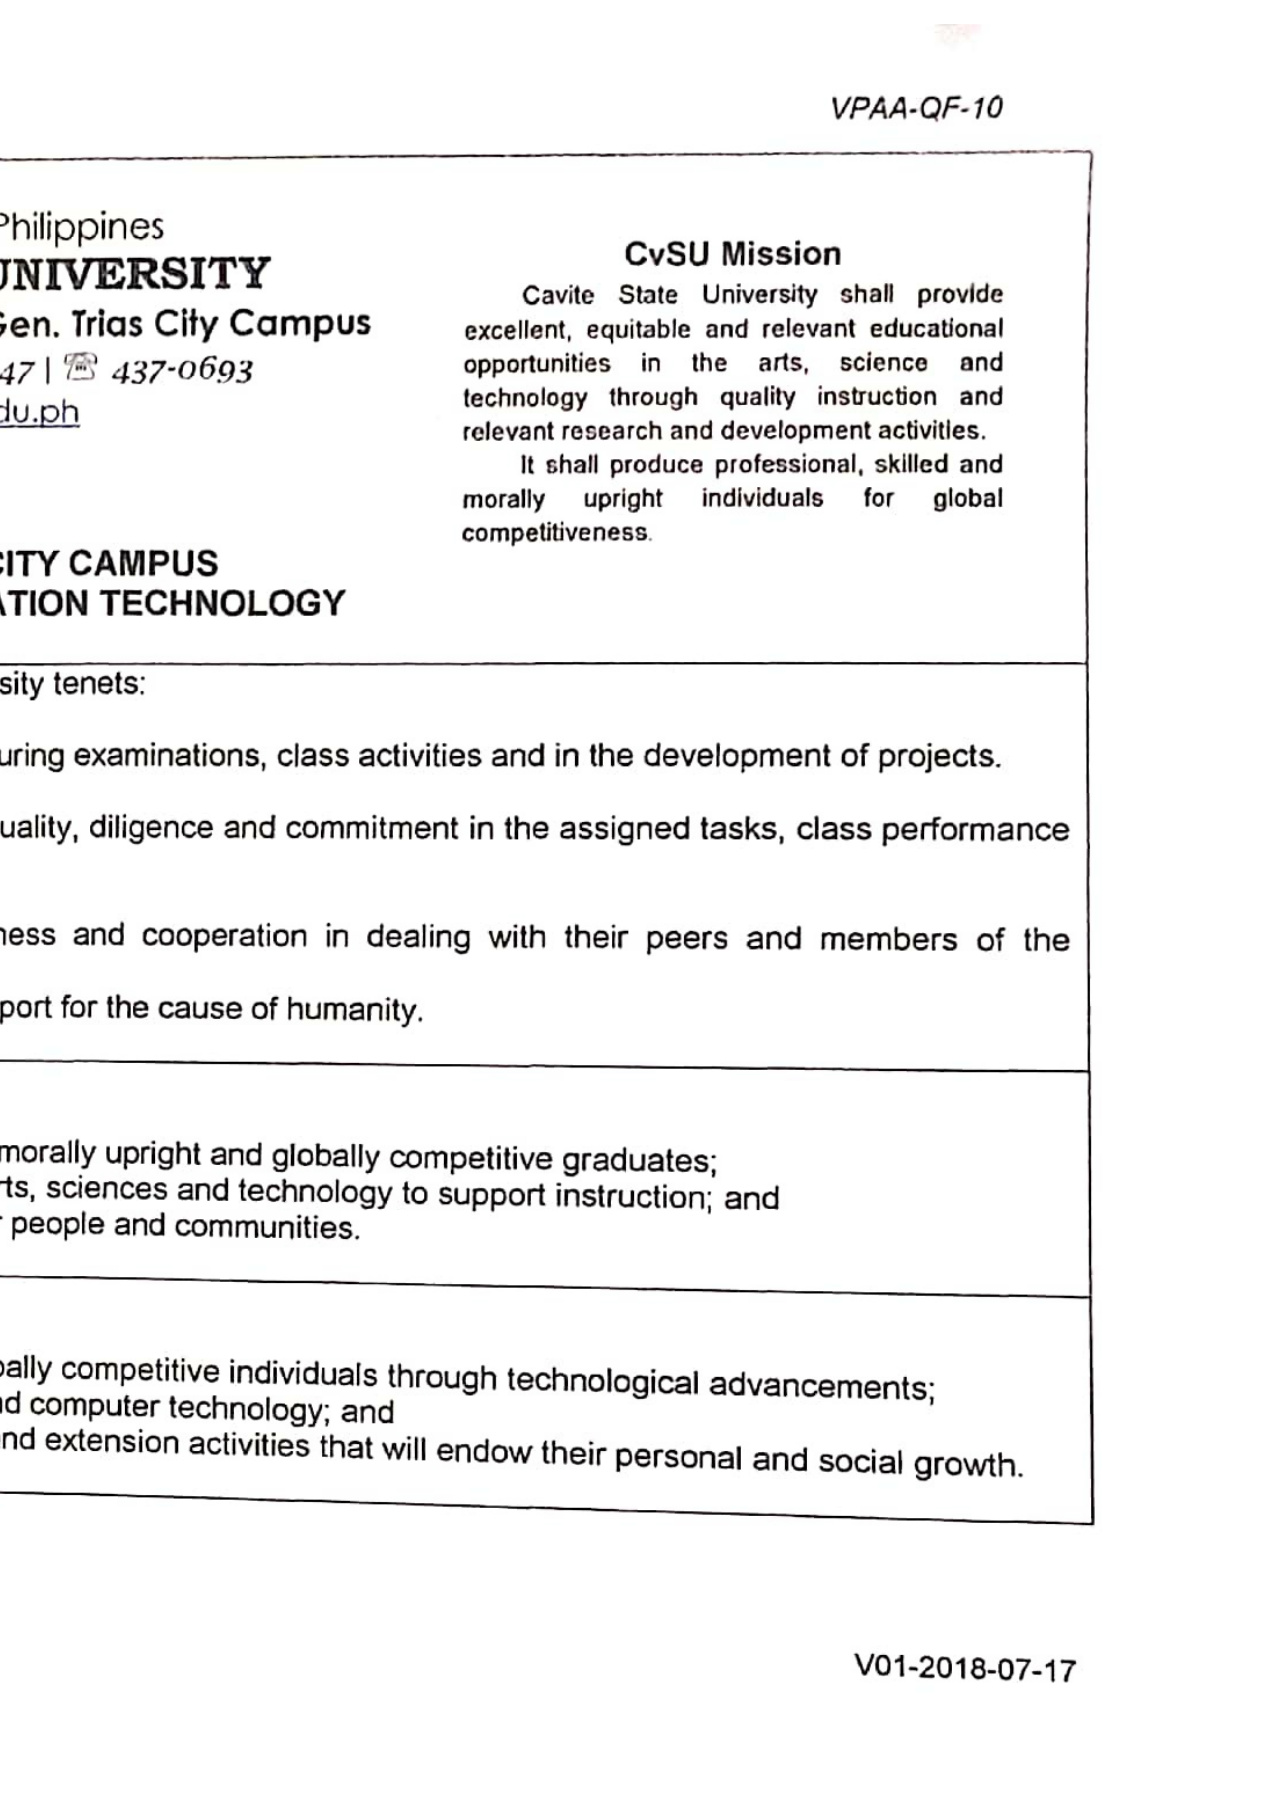 VPAA-QF-10
Philippines
UNIVERSITY
Gen. Trias City Campus
47 | ☏ 437-0693
du.ph
CITY CAMPUS
ATION TECHNOLOGY
CvSU Mission
Cavite State University shall provide
excellent, equitable and relevant educational
opportunities in the arts, science and
technology through quality instruction and
relevant research and development activities.
It shall produce professional, skilled and
morally upright individuals for global
competitiveness.
sity tenets:
uring examinations, class activities and in the development of projects.
uality, diligence and commitment in the assigned tasks, class performance
ness and cooperation in dealing with their peers and members of the
port for the cause of humanity.
morally upright and globally competitive graduates;
rts, sciences and technology to support instruction; and
r people and communities.
bally competitive individuals through technological advancements;
nd computer technology; and
nd extension activities that will endow their personal and social growth.
V01-2018-07-17